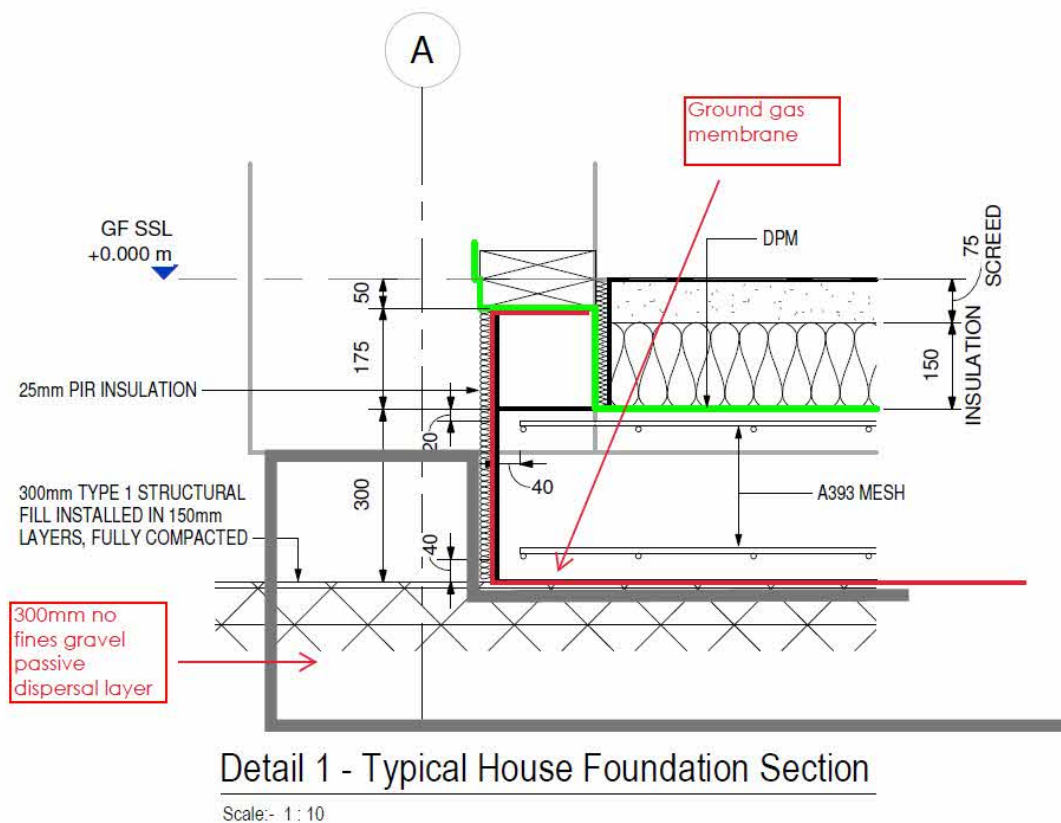 A
Ground gas
membrane
GF SSL
+0.000 m
DPM
75
SCREED
50
175
150
INSULATION
25mm PIR INSULATION
20
40
300
300mm TYPE 1 STRUCTURAL
FILL INSTALLED IN 150mm
LAYERS, FULLY COMPACTED
A393 MESH
40
300mm no
fines gravel
passive
dispersal layer
Detail 1 - Typical House Foundation Section
Scale:- 1 : 10